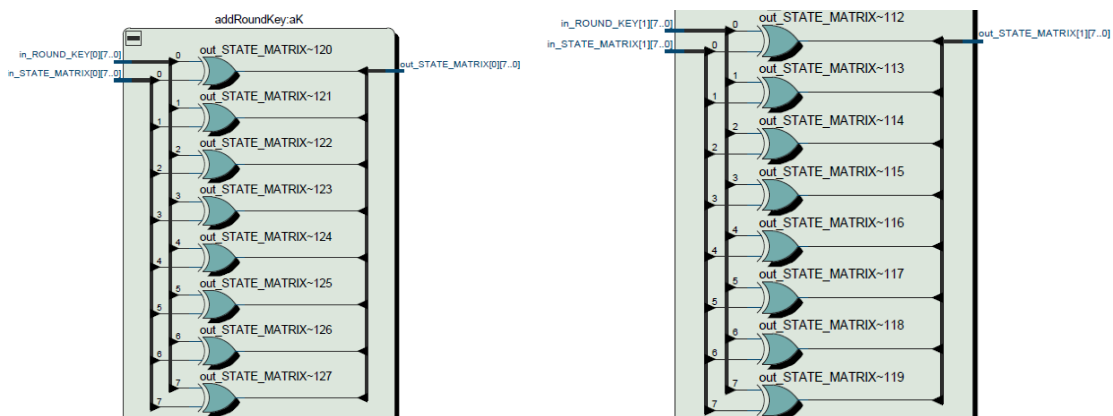 addRoundKey:aK
in_ROUND_KEY[0][7..0]
in_STATE_MATRIX[0][7..0]
out_STATE_MATRIX[0][7..0]
0 out_STATE_MATRIX~120
0
1 out_STATE_MATRIX~121
1
2 out_STATE_MATRIX~122
2
3 out_STATE_MATRIX~123
3
4 out_STATE_MATRIX~124
4
5 out_STATE_MATRIX~125
5
6 out_STATE_MATRIX~126
6
7 out_STATE_MATRIX~127
7
in_ROUND_KEY[1][7..0]
in_STATE_MATRIX[1][7..0]
out_STATE_MATRIX[1][7..0]
0 out_STATE_MATRIX~112
0
1 out_STATE_MATRIX~113
1
2 out_STATE_MATRIX~114
2
3 out_STATE_MATRIX~115
3
4 out_STATE_MATRIX~116
4
5 out_STATE_MATRIX~117
5
6 out_STATE_MATRIX~118
6
7 out_STATE_MATRIX~119
7